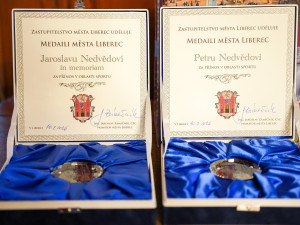 ZASTUPITELSTVO MĚSTA LIBEREC UDĚLUJE
MEDAILI MĚSTA LIBEREC
Jaroslavu Nedvědovi
in memoriam
ZA PŘÍNOS V OBLASTI SPORTU
ZASTUPITELSTVO MĚSTA LIBEREC UDĚLUJE
MEDAILI MĚSTA LIBEREC
Petru Nedvědovi
ZA PŘÍNOS V OBLASTI SPORTU